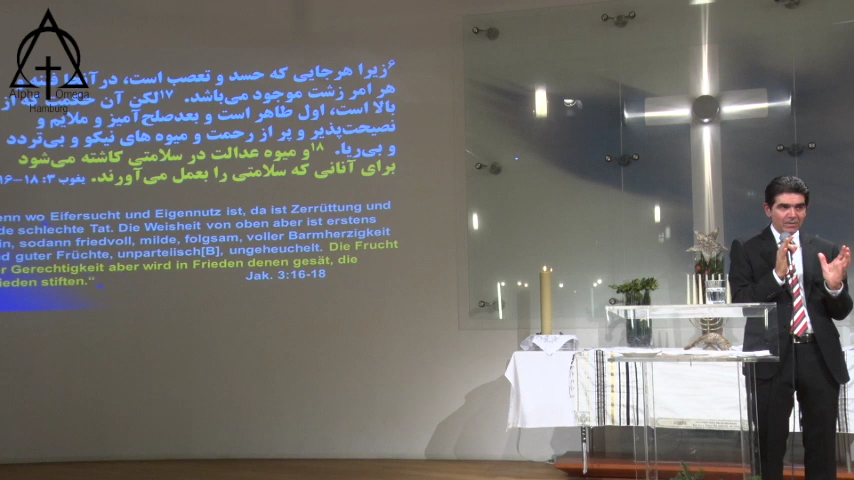 Alpha Omega
Hamburg
۶زیرا هرجایی که حسد و تعصب است، درآنجا فتنه و
هر امر زشت موجود می‌باشد. ۱۷لکن آن حکمت که از
بالا است، اول طاهر است و بعدصلح‌آمیز و ملایم و
نصیحت‌پذیر و پر از رحمت و میوه های نیکو و بی‌تردد
و بی‌ریا. ۱۸و میوه عدالت در سلامتی کاشته می‌شود
برای آنانی که سلامتی را بعمل می‌آورند. یعقوب ۳: ۱۸-۱۶
enn wo Eifersucht und Eigennutz ist, da ist Zerrüttung und
de schlechte Tat. Die Weisheit von oben aber ist erstens
in, sodann friedvoll, milde, folgsam, voller Barmherzigkeit
d guter Früchte, unparteiisch[B], ungeheuchelt. Die Frucht
r Gerechtigkeit aber wird in Frieden denen gesät, die
ieden stiften.“
Jak. 3:16-18